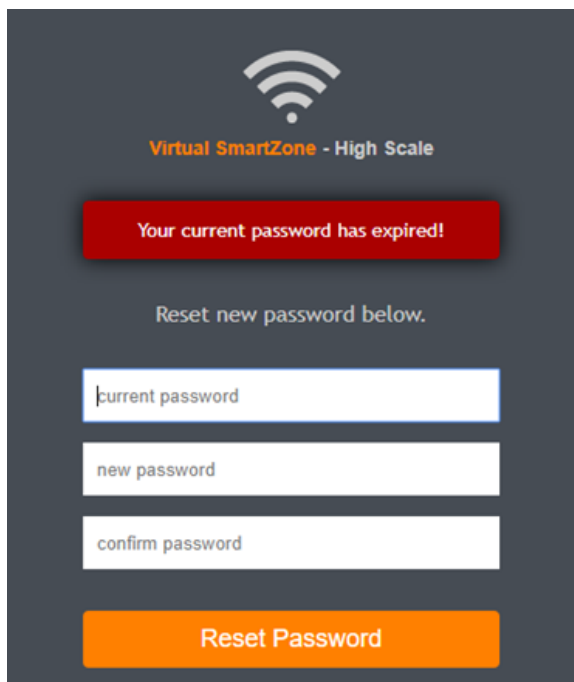 Virtual SmartZone - High Scale
Your current password has expired!
Reset new password below.
current password
new password
confirm password
Reset Password